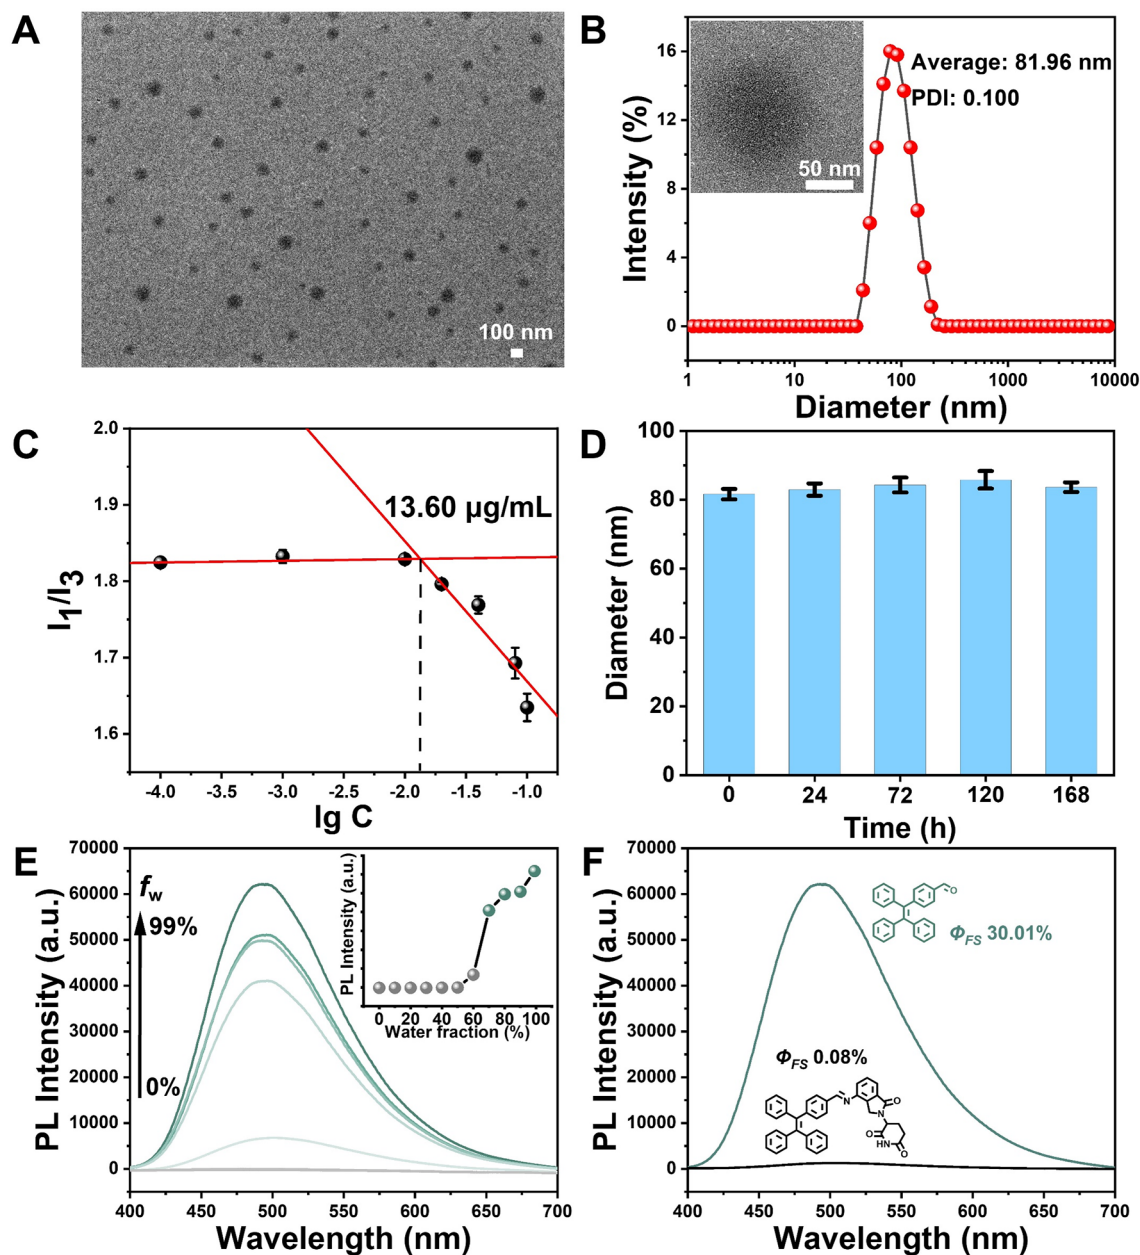 A
100 nm
B
Intensity (%)
16
12
8
4
0
50 nm
Average: 81.96 nm
PDI: 0.100
1
10
100
1000
10000
Diameter (nm)
C
I₁/I₃
2.0
1.8
1.7
1.6
13.60 µg/mL
-4.0
-3.5
-3.0
-2.5
-2.0
-1.5
-1.0
lg C
D
Diameter (nm)
100
80
60
40
20
0
0
24
72
120
168
Time (h)
E
PL Intensity (a.u.)
70000
60000
50000
40000
30000
20000
10000
0
fw
99%
0%
PL Intensity (a.u.)
0
20
40
60
80
100
Water fraction (%)
400
450
500
550
600
650
700
Wavelength (nm)
F
PL Intensity (a.u.)
70000
60000
50000
40000
30000
20000
10000
0
O
ΦFS 30.01%
ΦFS 0.08%
N
O
N
O
HN
O
400
450
500
550
600
650
700
Wavelength (nm)